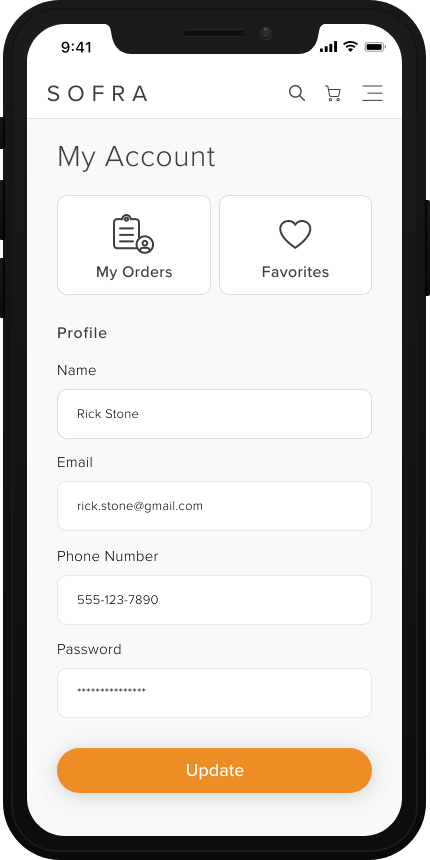 9:41
SOFRA
My Account
My Orders
Favorites
Profile
Name
Rick Stone
Email
rick.stone@gmail.com
Phone Number
555-123-7890
Password
***************
Update